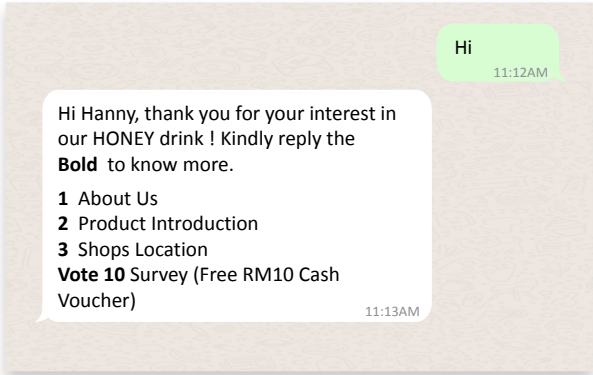 Hi
11:12AM
Hi Hanny, thank you for your interest in
our HONEY drink ! Kindly reply the
Bold to know more.
1 About Us
2 Product Introduction
3 Shops Location
Vote 10 Survey (Free RM10 Cash
Voucher)
11:13AM